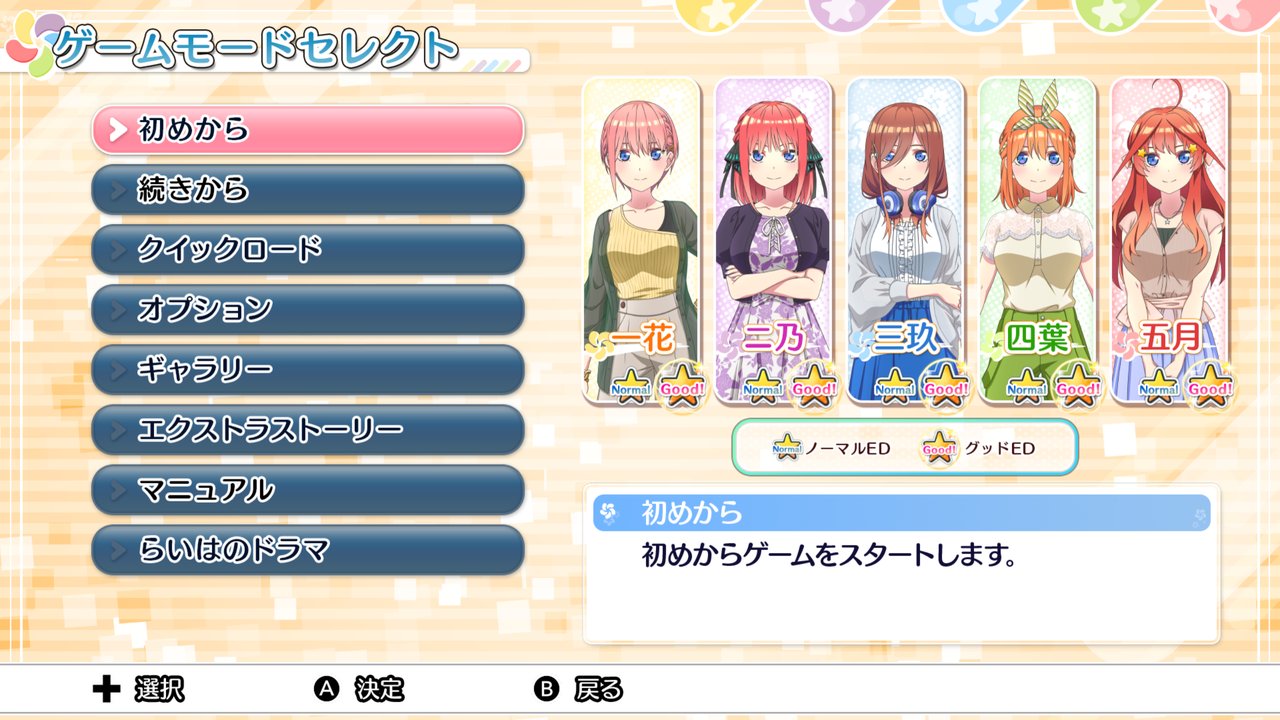 ゲームモードセレクト
初めから
続きから
クイックロード
オプション
ギャラリー
エクストラストーリー
マニュアル
らいはのドラマ
一花
Normal Good!
二乃
Normal Good!
三玖
Normal Good!
四葉
Normal Good!
五月
Normal Good!
Normal ノーマルED Good! グッドED
初めから
初めからゲームをスタートします。
選択 A 決定 B 戻る